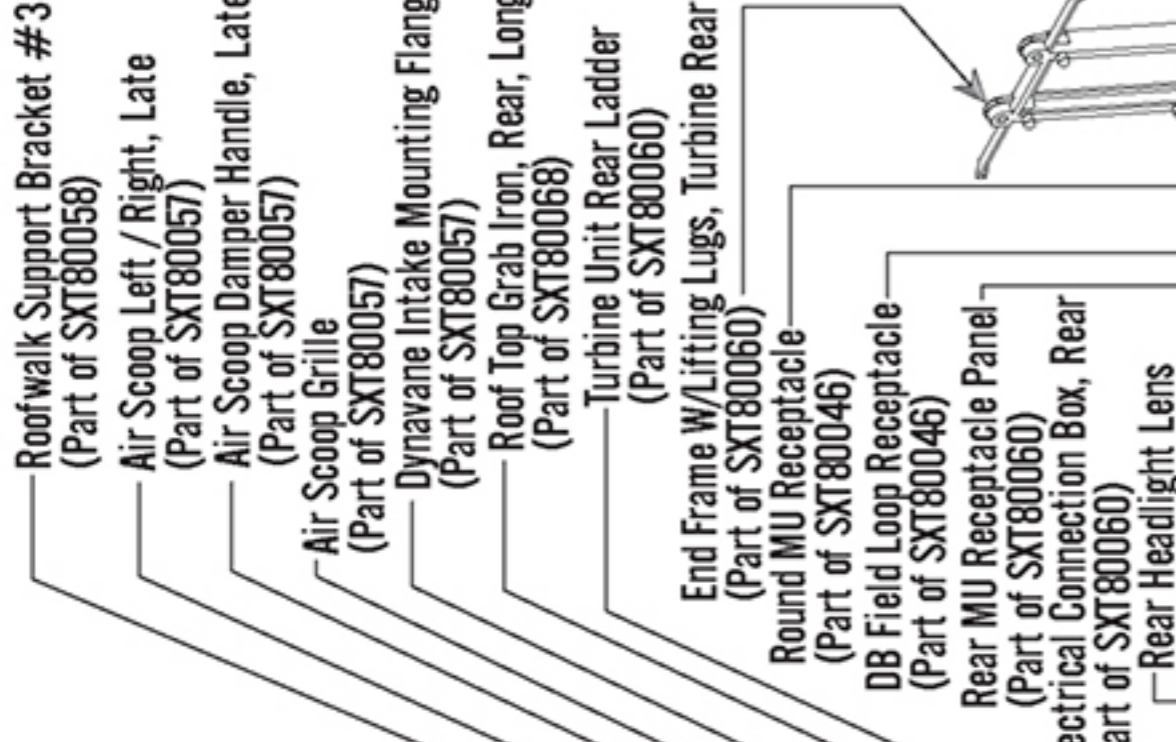 Roofwalk Support Bracket #3
(Part of SXT80058)
Air Scoop Left / Right, Late
(Part of SXT80057)
Air Scoop Damper Handle, Late
(Part of SXT80057)
Air Scoop Grille
(Part of SXT80057)
Dynavane Intake Mounting Flang
(Part of SXT80057)
Roof Top Grab Iron, Rear, Long
(Part of SXT80068)
Turbine Unit Rear Ladder
(Part of SXT80060)
End Frame W/Lifting Lugs, Turbine Rear
(Part of SXT80060)
Round MU Receptacle
(Part of SXT80046)
DB Field Loop Receptacle
(Part of SXT80046)
Rear MU Receptacle Panel
(Part of SXT80060)
ectrical Connection Box, Rear
art of SXT80060)
Rear Headlight Lens